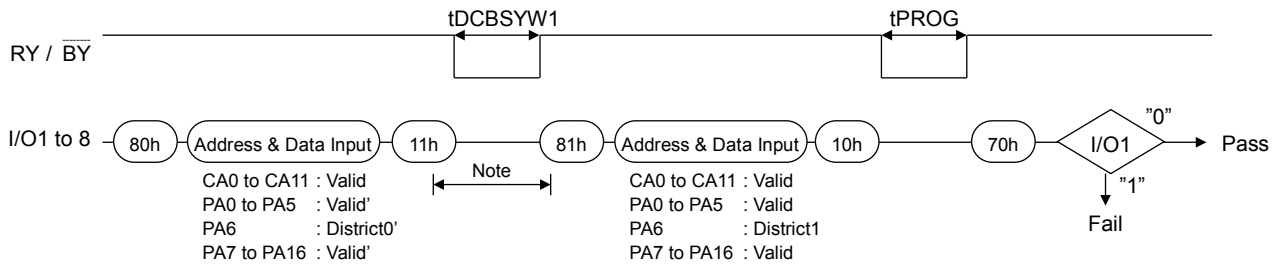 tDCBSYW1
tPROG
RY / BY
I/O1 to 8
80h
Address & Data Input
11h
81h
Address & Data Input
10h
70h
I/O1
"0"
Pass
"1"
Fail
Note
CA0 to CA11 : Valid
PA0 to PA5 : Valid’
PA6 : District0’
PA7 to PA16 : Valid’
CA0 to CA11 : Valid
PA0 to PA5 : Valid
PA6 : District1
PA7 to PA16 : Valid